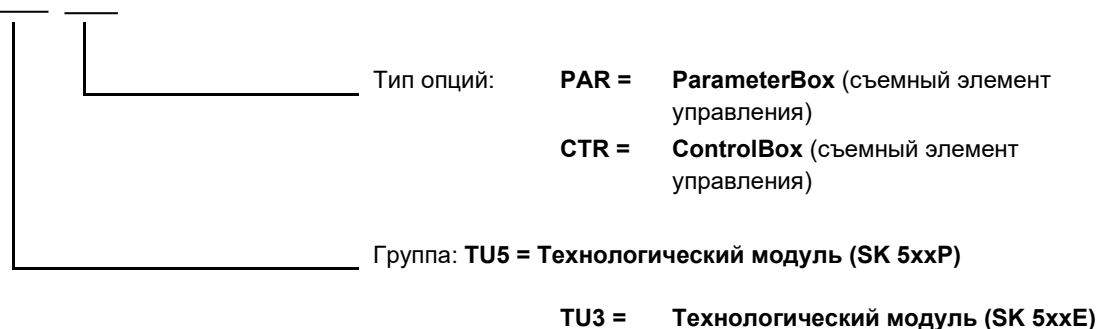 Тип опций: PAR = ParameterBox (съемный элемент
управления)
CTR = ControlBox (съемный элемент
управления)
Группа: TU5 = Технологический модуль (SK 5xxP)
TU3 = Технологический модуль (SK 5xxE)